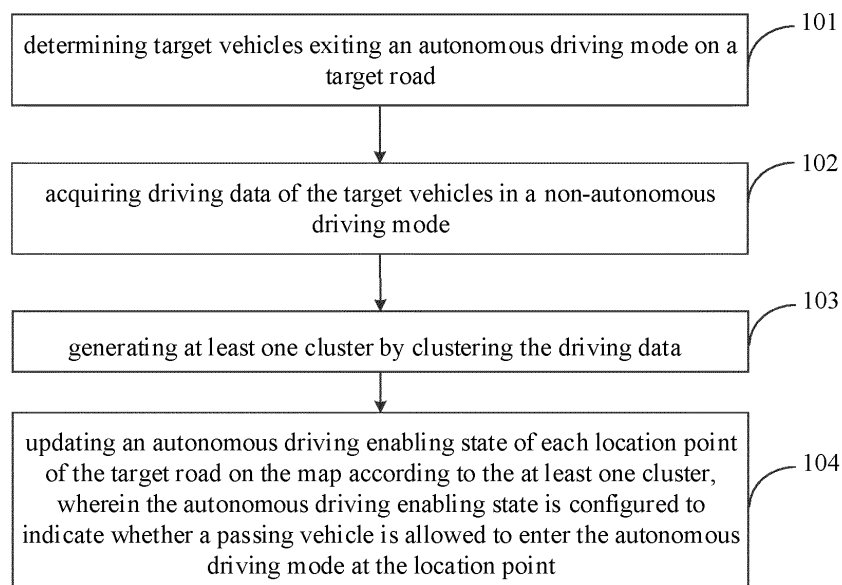 determining target vehicles exiting an autonomous driving mode on a
target road
101
acquiring driving data of the target vehicles in a non-autonomous
driving mode
102
generating at least one cluster by clustering the driving data
103
updating an autonomous driving enabling state of each location point
of the target road on the map according to the at least one cluster,
wherein the autonomous driving enabling state is configured to
indicate whether a passing vehicle is allowed to enter the autonomous
driving mode at the location point
104